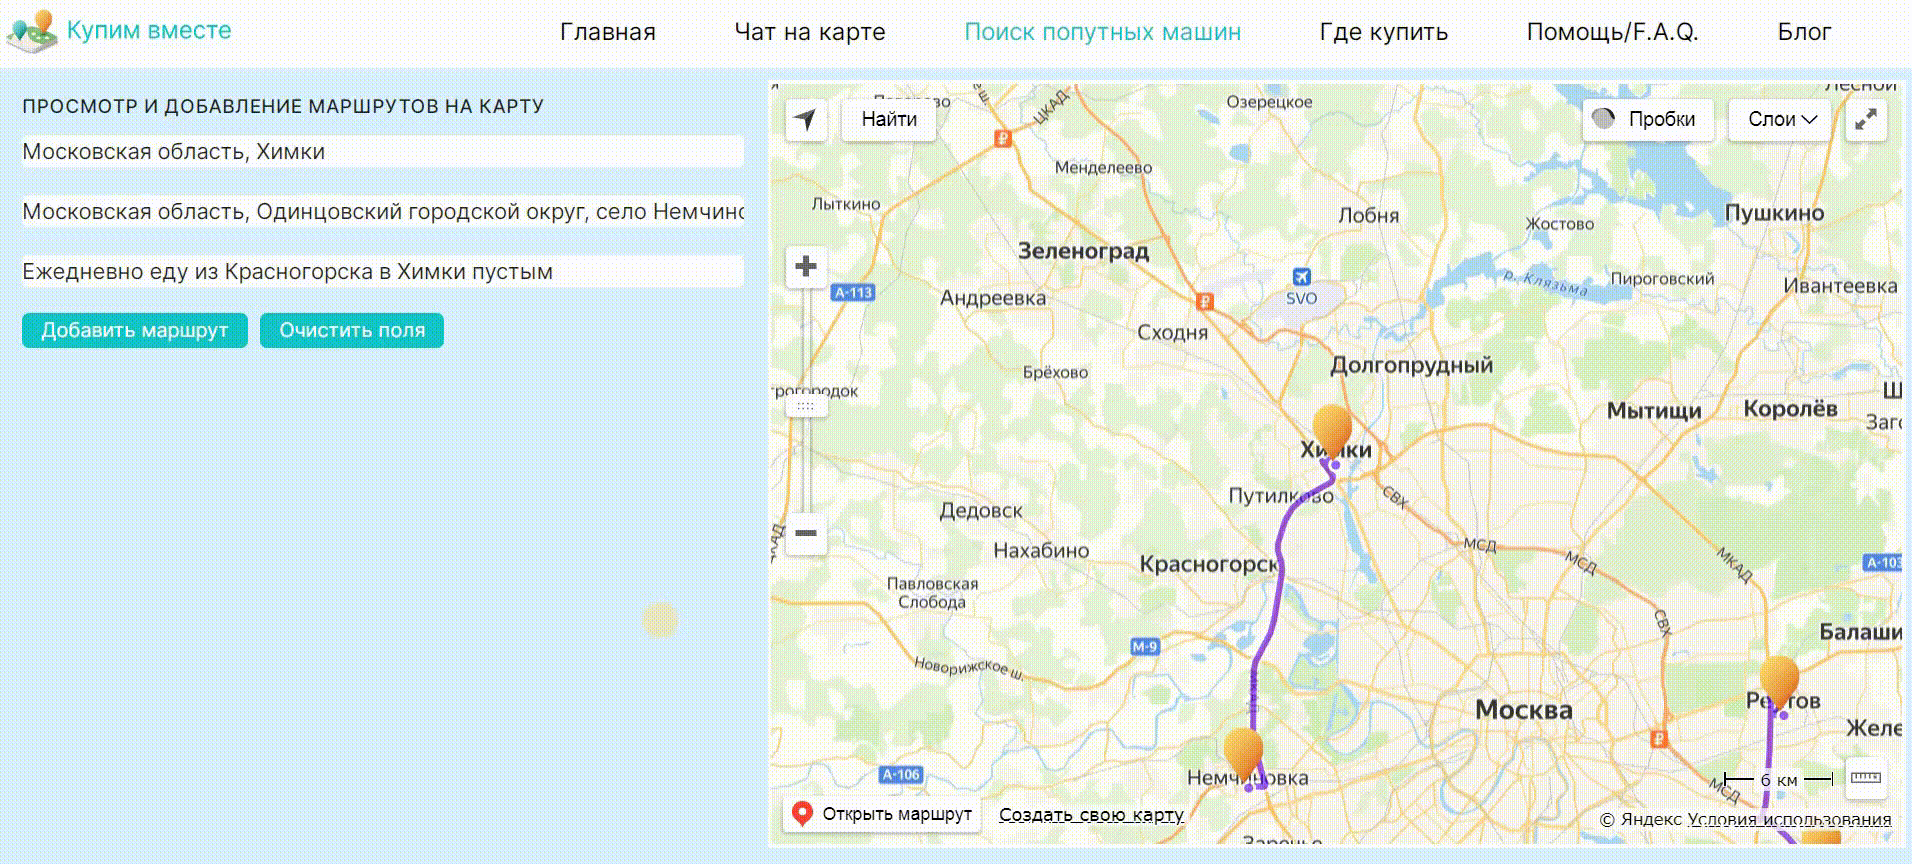 Купим вместе
Главная
Чат на карте
Поиск попутных машин
Где купить
Помощь/F.A.Q.
Блог
ПРОСМОТР И ДОБАВЛЕНИЕ МАРШРУТОВ НА КАРТУ
Московская область, Химки
Московская область, Одинцовский городской округ, село Немчино
Ежедневно еду из Красногорска в Химки пустым
Добавить маршрут
Очистить поля
Найти
Пробки
Слои
ЦКАД
Озерецкое
Менделеево
Лыткино
Лобня
Жостово
Пушкино
Зеленоград
SVO
р. Клязьма
Пироговский
Ивантеевка
А-113
Андреевка
Сходня
Долгопрудный
Брёхово
Мытищи
Королёв
Химки
Путилково
СВХ
Дедовск
Нахабино
Красногорск
МСД
МСД
МКАД
А-103
Павловская
Слобода
СВХ
М-9
Балаши
Новорижское ш.
Москва
Реутов
Желе
А-106
Немчиновка
МСД
6 км
Открыть маршрут
Создать свою карту
© Яндекс Условия использования